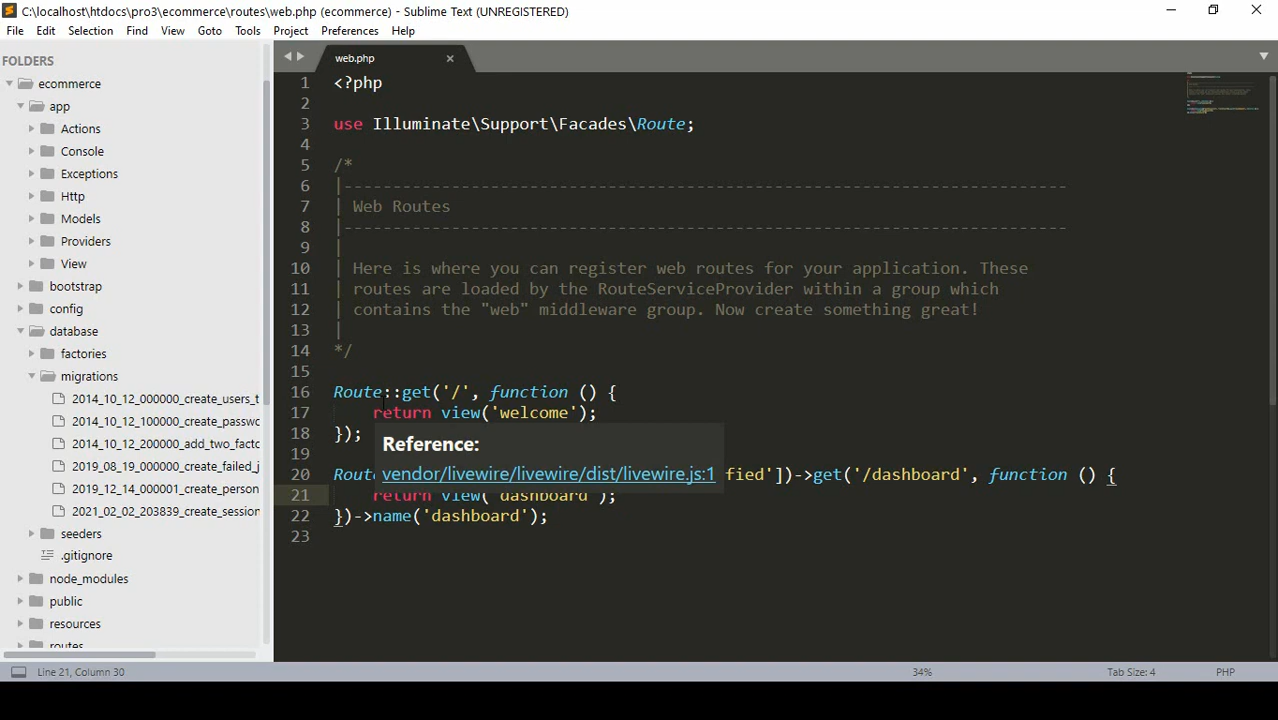 C:\localhost\htdocs\pro3\ecommerce\routes\web.php (ecommerce) - Sublime Text (UNREGISTERED)
File Edit Selection Find View Goto Tools Project Preferences Help
FOLDERS
ecommerce
app
Actions
Console
Exceptions
Http
Models
Providers
View
bootstrap
config
database
factories
migrations
2014_10_12_000000_create_users_t
2014_10_12_100000_create_passwo
2014_10_12_200000_add_two_facto
2019_08_19_000000_create_failed_j
2019_12_14_000001_create_person
2021_02_02_203839_create_session
seeders
.gitignore
node_modules
public
resources
routes
web.php
1 <?php
2
3 use Illuminate\Support\Facades\Route;
4
5 /*
6 |--------------------------------------------------------------------------
7 | Web Routes
8 |--------------------------------------------------------------------------
9 |
10 | Here is where you can register web routes for your application. These
11 | routes are loaded by the RouteServiceProvider within a group which
12 | contains the "web" middleware group. Now create something great!
13 |
14 */
15
16 Route::get('/', function () {
17 return view('welcome');
18 });
Reference:
19
20 Route vendor/livewire/livewire/dist/livewire.js:1 fied'])->get('/dashboard', function () {
21 return view('dashboard');
22 })->name('dashboard');
23
Line 21, Column 30 34% Tab Size: 4 PHP